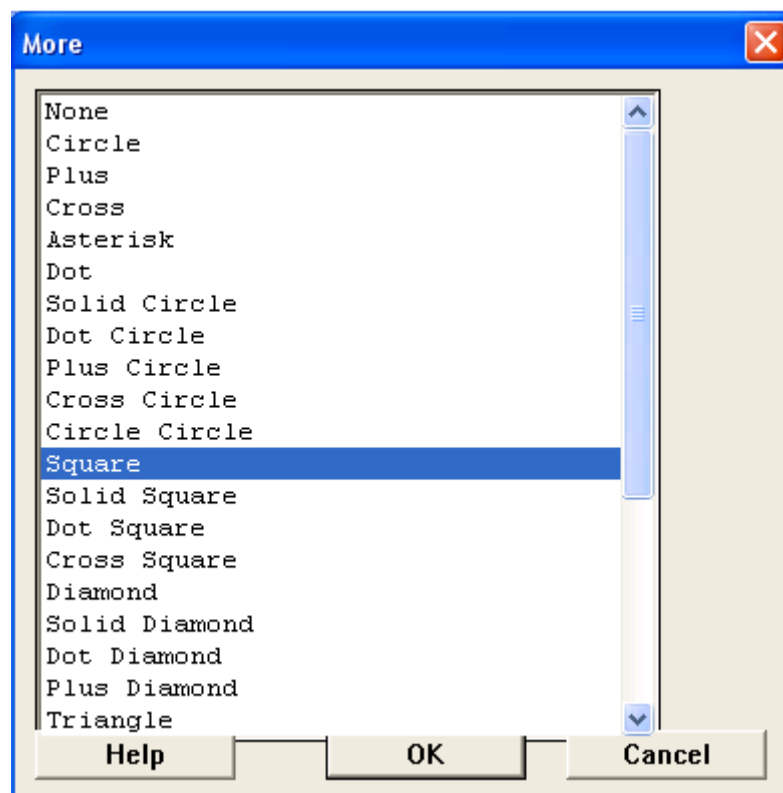 More
None
Circle
Plus
Cross
Asterisk
Dot
Solid Circle
Dot Circle
Plus Circle
Cross Circle
Circle Circle
Square
Solid Square
Dot Square
Cross Square
Diamond
Solid Diamond
Dot Diamond
Plus Diamond
Triangle
Help OK Cancel